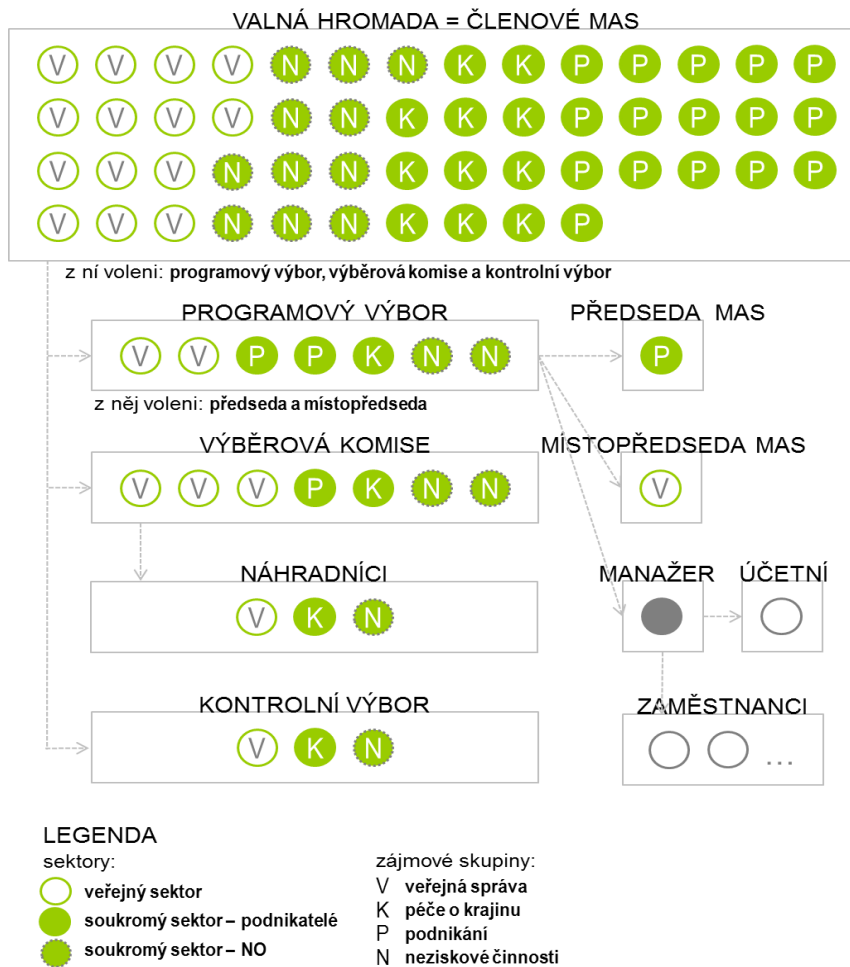 VALNÁ HROMADA = ČLENOVÉ MAS
V V V V N N N K K P P P P P
V V V V N N K K K P P P P P
V V V N N N K K K P P P P P
V V V N N N K K K P
z ní voleni: programový výbor, výběrová komise a kontrolní výbor
PROGRAMOVÝ VÝBOR PŘEDSEDA MAS
V V P P K N N P
z něj voleni: předseda a místopředseda
VÝBĚROVÁ KOMISE MÍSTOPŘEDSEDA MAS
V V V P K N N V
NÁHRADNÍCI MANAŽER ÚČETNÍ
V K N
KONTROLNÍ VÝBOR ZAMĚSTNANCI
V K N ...
LEGENDA
sektory:
veřejný sektor
soukromý sektor – podnikatelé
soukromý sektor – NO
zájmové skupiny:
V veřejná správa
K péče o krajinu
P podnikání
N neziskové činnosti